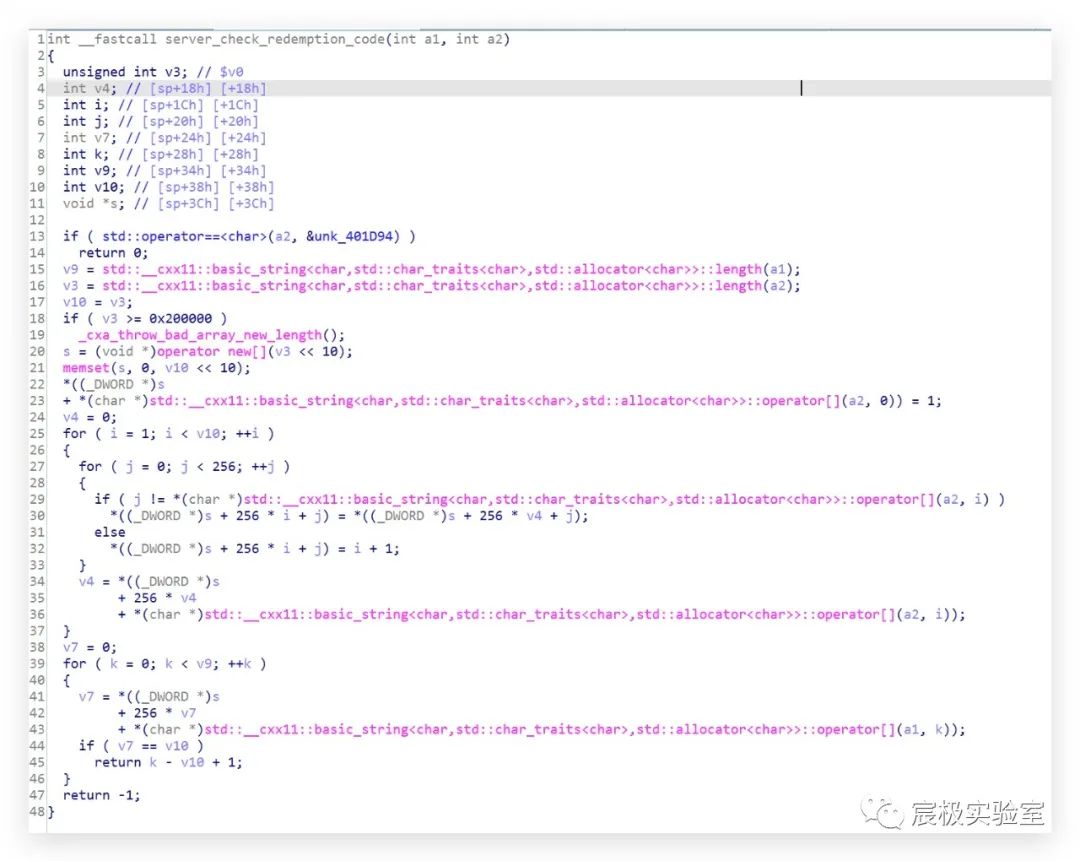 1 int __fastcall server_check_redemption_code(int a1, int a2)
2 {
3 unsigned int v3; // $v0
4 int v4; // [sp+18h] [+18h]
5 int i; // [sp+1Ch] [+1Ch]
6 int j; // [sp+20h] [+20h]
7 int v7; // [sp+24h] [+24h]
8 int k; // [sp+28h] [+28h]
9 int v9; // [sp+34h] [+34h]
10 int v10; // [sp+38h] [+38h]
11 void *s; // [sp+3Ch] [+3Ch]
12
13 if ( std::operator==<char>(a2, &unk_401D94) )
14 return 0;
15 v9 = std::__cxx11::basic_string<char,std::char_traits<char>,std::allocator<char>>::length(a1);
16 v3 = std::__cxx11::basic_string<char,std::char_traits<char>,std::allocator<char>>::length(a2);
17 v10 = v3;
18 if ( v3 >= 0x200000 )
19 _cxa_throw_bad_array_new_length();
20 s = (void *)operator new[](v3 << 10);
21 memset(s, 0, v10 << 10);
22 *((_DWORD *)s
23 + *(char *)std::__cxx11::basic_string<char,std::char_traits<char>,std::allocator<char>>::operator[](a2, 0)) = 1;
24 v4 = 0;
25 for ( i = 1; i < v10; ++i )
26 {
27 for ( j = 0; j < 256; ++j )
28 {
29 if ( j != *(char *)std::__cxx11::basic_string<char,std::char_traits<char>,std::allocator<char>>::operator[](a2, i) )
30 *((_DWORD *)s + 256 * i + j) = *((_DWORD *)s + 256 * v4 + j);
31 else
32 *((_DWORD *)s + 256 * i + j) = i + 1;
33 }
34 v4 = *((_DWORD *)s
35 + 256 * v4
36 + *(char *)std::__cxx11::basic_string<char,std::char_traits<char>,std::allocator<char>>::operator[](a2, i));
37 }
38 v7 = 0;
39 for ( k = 0; k < v9; ++k )
40 {
41 v7 = *((_DWORD *)s
42 + 256 * v7
43 + *(char *)std::__cxx11::basic_string<char,std::char_traits<char>,std::allocator<char>>::operator[](a1, k));
44 if ( v7 == v10 )
45 return k - v10 + 1;
46 }
47 return -1;
48 }
宸极实验室